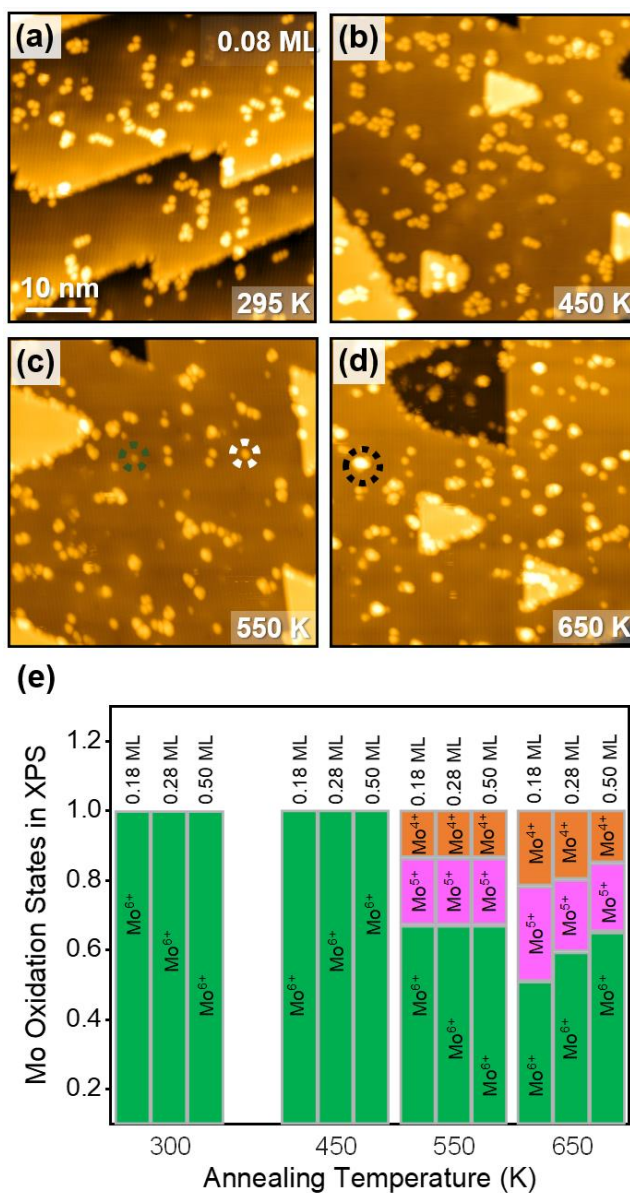 (a)
0.08 ML
10 nm
295 K
(b)
450 K
(c)
550 K
(d)
650 K
(e)
Mo Oxidation States in XPS
1.2
1.0
0.8
0.6
0.4
0.2
0.18 ML
0.28 ML
0.50 ML
Mo⁶⁺
Mo⁶⁺
Mo⁶⁺
0.18 ML
0.28 ML
0.50 ML
Mo⁶⁺
Mo⁶⁺
Mo⁶⁺
0.18 ML
0.28 ML
0.50 ML
Mo⁴⁺
Mo⁴⁺
Mo⁴⁺
Mo⁵⁺
Mo⁵⁺
Mo⁵⁺
Mo⁶⁺
Mo⁶⁺
Mo⁶⁺
0.18 ML
0.28 ML
0.50 ML
Mo⁴⁺
Mo⁴⁺
Mo⁴⁺
Mo⁵⁺
Mo⁵⁺
Mo⁵⁺
Mo⁶⁺
Mo⁶⁺
Mo⁶⁺
300
450
550
650
Annealing Temperature (K)